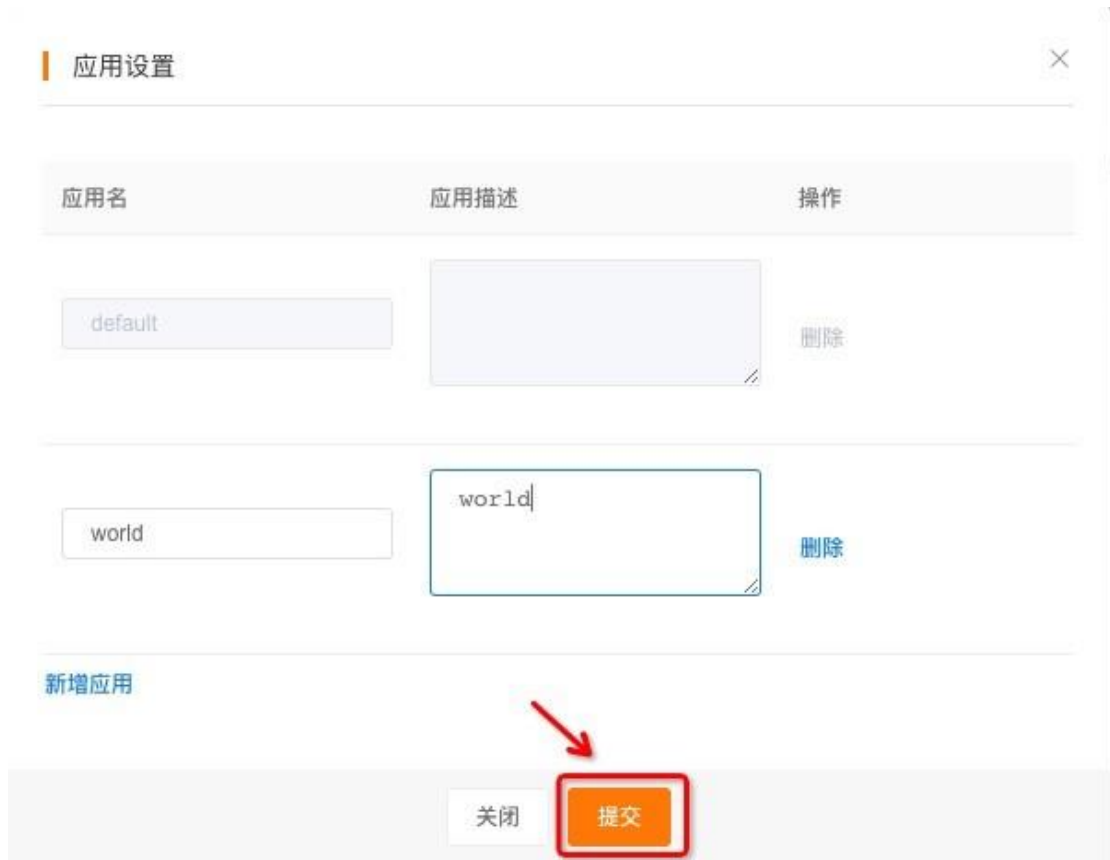 应用设置
应用名 应用描述 操作
default 删除
world world 删除
新增应用
关闭 提交